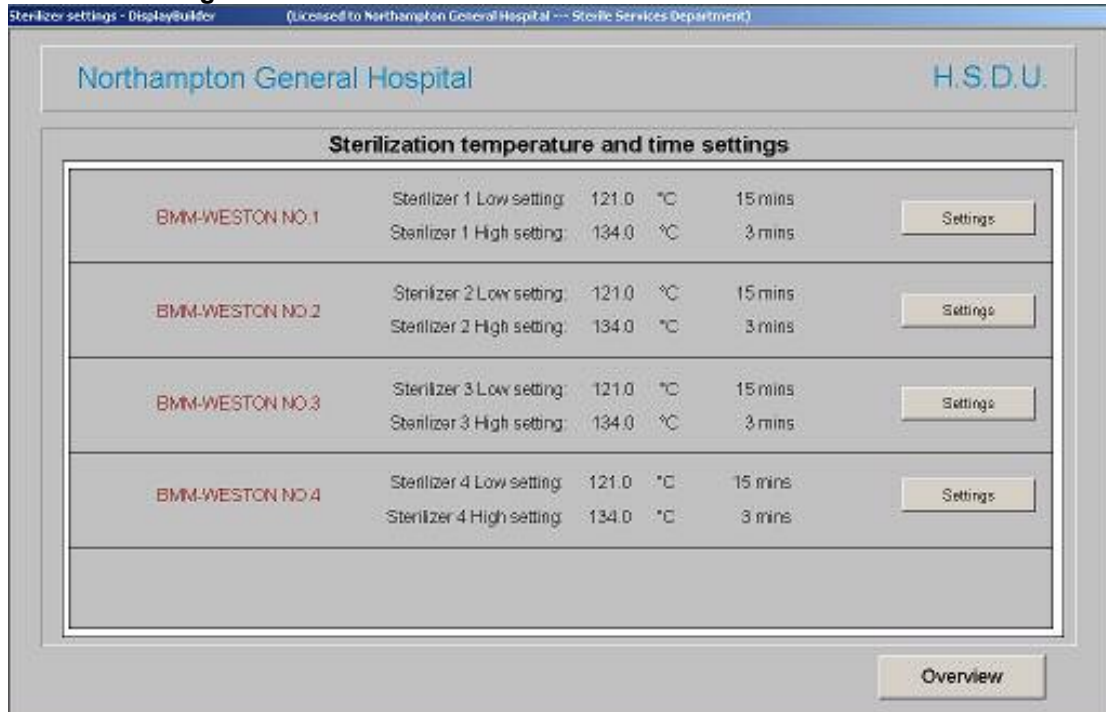 Sterilizer settings - DisplayBuilder (Licensed to Northampton General Hospital --- Sterile Services Department)
Northampton General Hospital H.S.D.U.
Sterilization temperature and time settings
BMM-WESTON NO.1
Sterilizer 1 Low setting: 121.0 °C 15 mins
Sterilizer 1 High setting: 134.0 °C 3 mins
Settings
BMM-WESTON NO.2
Sterilizer 2 Low setting: 121.0 °C 15 mins
Sterilizer 2 High setting: 134.0 °C 3 mins
Settings
BMM-WESTON NO.3
Sterilizer 3 Low setting: 121.0 °C 15 mins
Sterilizer 3 High setting: 134.0 °C 3 mins
Settings
BMM-WESTON NO.4
Sterilizer 4 Low setting: 121.0 °C 15 mins
Sterilizer 4 High setting: 134.0 °C 3 mins
Settings
Overview